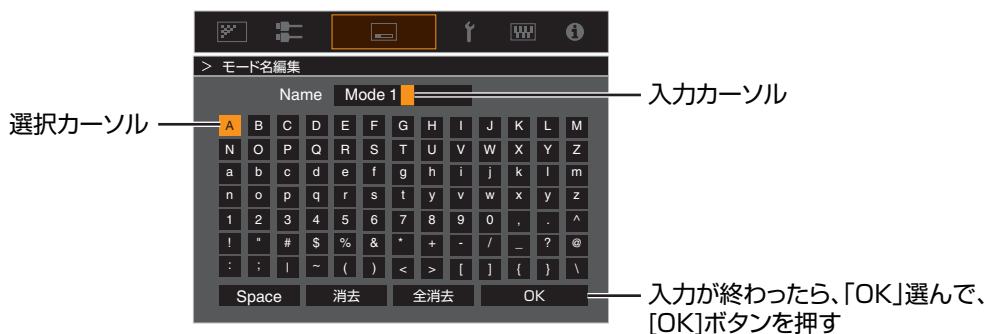 > モード名編集
Name Mode 1
入力カーソル
選択カーソル
A B C D E F G H I J K L M
N O P Q R S T U V W X Y Z
a b c d e f g h i j k l m
n o p q r s t y v w x y z
1 2 3 4 5 6 7 8 9 0 , . ^
! " # $ % & * + - / _ ? @
: ; | ~ ( ) < > [ ] { } \
Space 消去 全消去 OK
入力が終わったら、「OK」選んで、
[OK]ボタンを押す